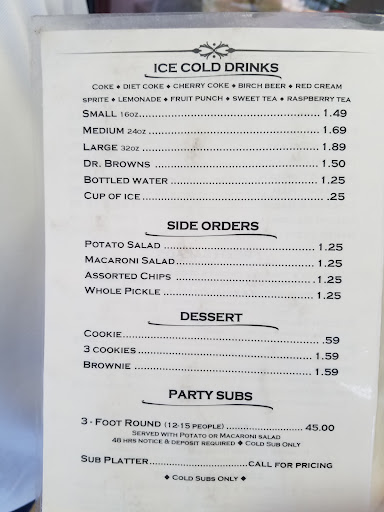 ICE COLD DRINKS
COKE ◆ DIET COKE ◆ CHERRY COKE ◆ BIRCH BEER ◆ RED CREAM
SPRITE ◆ LEMONADE ◆ FRUIT PUNCH ◆ SWEET TEA ◆ RASPBERRY TEA
SMALL 16OZ.......... 1.49
MEDIUM 24OZ.......... 1.69
LARGE 32OZ.......... 1.89
DR. BROWNS .......... 1.50
BOTTLED WATER .......... 1.25
CUP OF ICE.......... .25
SIDE ORDERS
POTATO SALAD .......... 1.25
MACARONI SALAD.......... 1.25
ASSORTED CHIPS .......... 1.25
WHOLE PICKLE .......... 1.25
DESSERT
COOKIE.......... .59
3 COOKIES.......... 1.59
BROWNIE .......... 1.59
PARTY SUBS
3 - FOOT ROUND (12-15 PEOPLE) .......... 45.00
SERVED WITH POTATO OR MACARONI SALAD
48 HRS NOTICE & DEPOSIT REQUIRED ◆ COLD SUB ONLY
SUB PLATTER..........CALL FOR PRICING
◆ COLD SUBS ONLY ◆